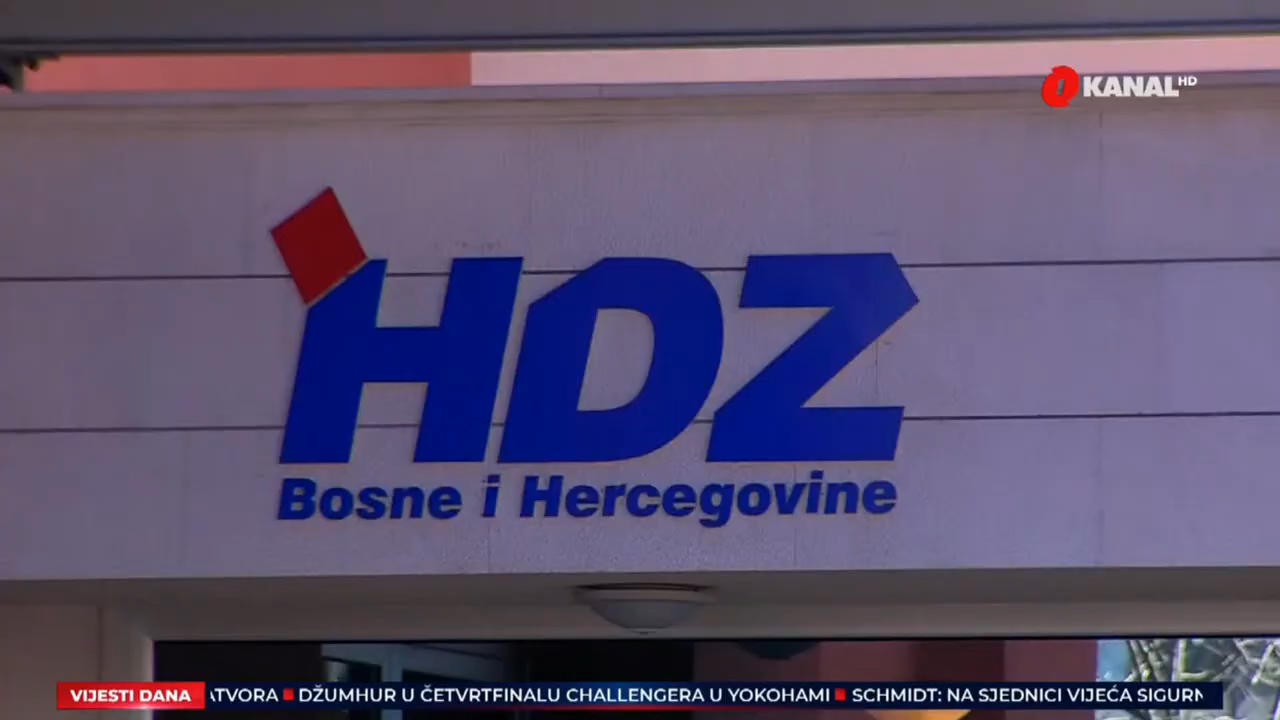 O KANAL HD
HDZ
Bosne i Hercegovine
VIJESTI DANA
ATVORA ■ DŽUMHUR U ČETVRTFINALU CHALLENGERA U YOKOHAMI ■ SCHMIDT: NA SJEDNICI VIJEĆA SIGURN